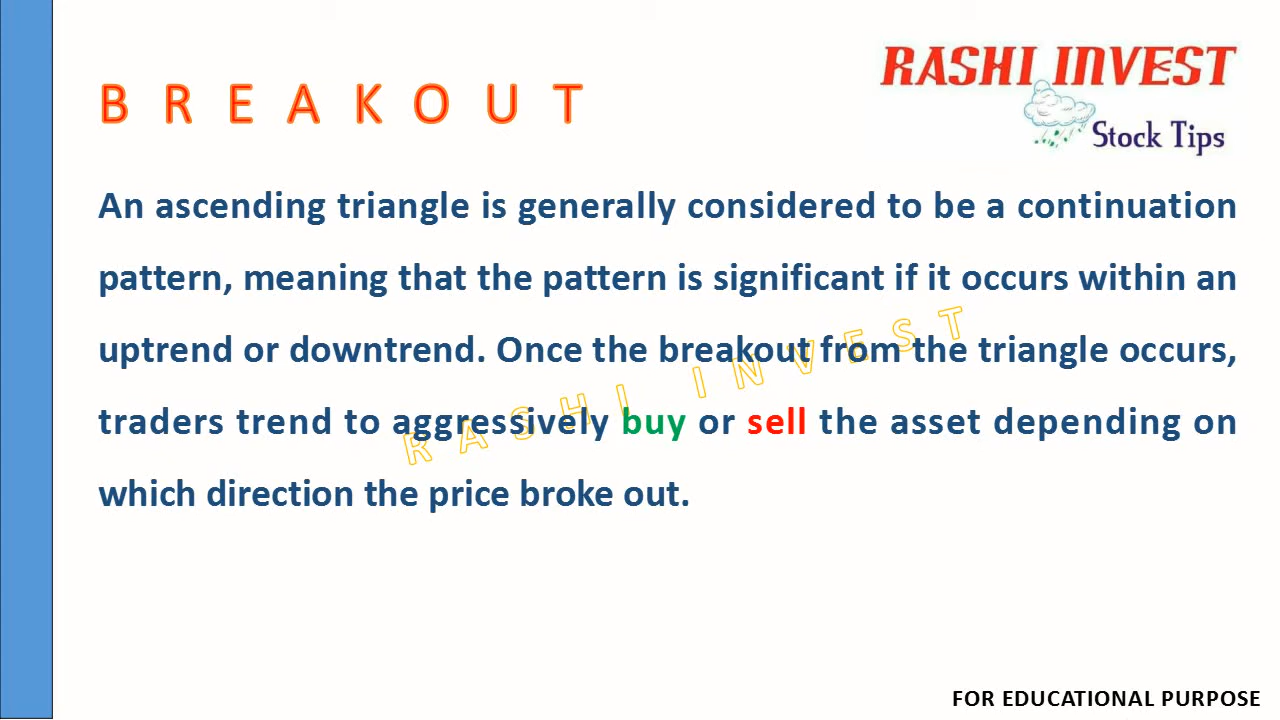 RASHI INVEST
Stock Tips
B R E A K O U T
An ascending triangle is generally considered to be a continuation
pattern, meaning that the pattern is significant if it occurs within an
uptrend or downtrend. Once the breakout from the triangle occurs,
traders trend to aggressively buy or sell the asset depending on
which direction the price broke out.
R A S H I I N V E S T
FOR EDUCATIONAL PURPOSE